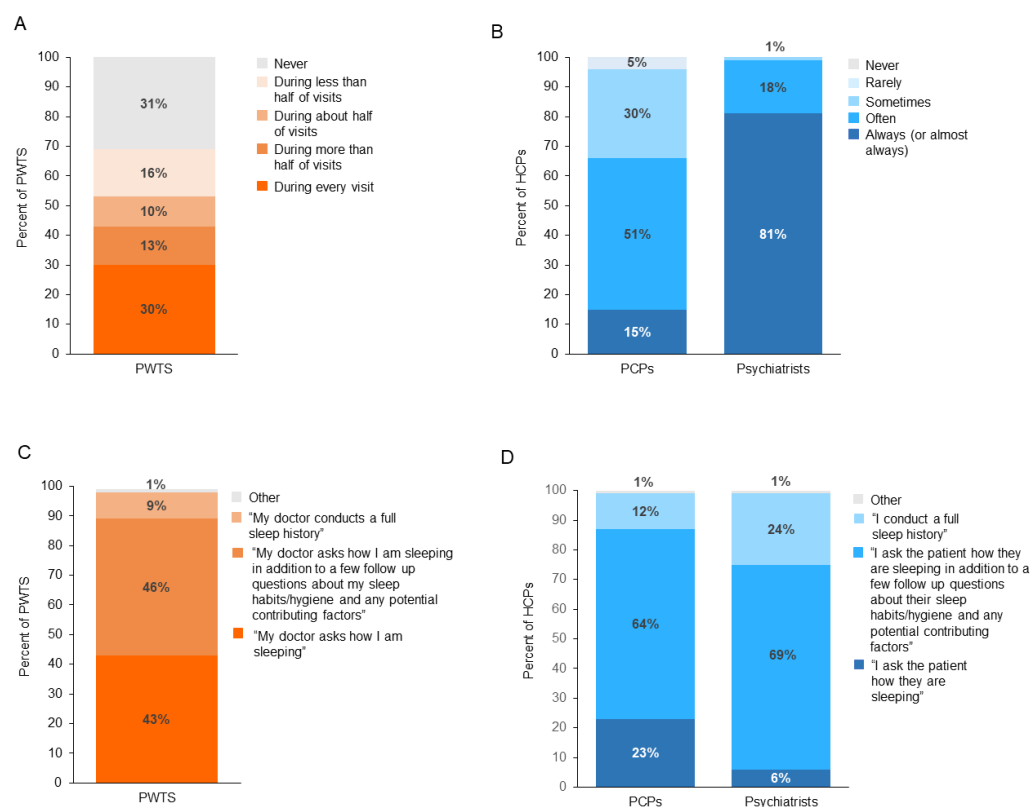 A
Percent of PWTS
100
90
80
70
60
50
40
30
20
10
0
31%
16%
10%
13%
30%
PWTS
Never
During less than
half of visits
During about half
of visits
During more than
half of visits
During every visit
B
Percent of HCPs
100
90
80
70
60
50
40
30
20
10
0
5%
30%
51%
15%
1%
18%
81%
PCPs
Psychiatrists
Never
Rarely
Sometimes
Often
Always (or almost
always)
C
Percent of PWTS
100
90
80
70
60
50
40
30
20
10
0
1%
9%
46%
43%
PWTS
Other
"My doctor conducts a full
sleep history"
"My doctor asks how I am sleeping
in addition to a few follow up
questions about my sleep
habits/hygiene and any potential
contributing factors"
"My doctor asks how I am
sleeping"
D
Percent of HCPs
100
90
80
70
60
50
40
30
20
10
0
1%
12%
64%
23%
1%
24%
69%
6%
PCPs
Psychiatrists
Other
"I conduct a full
sleep history"
"I ask the patient how they
are sleeping in addition to a
few follow up questions
about their sleep
habits/hygiene and any
potential contributing
factors"
"I ask the patient
how they are
sleeping"